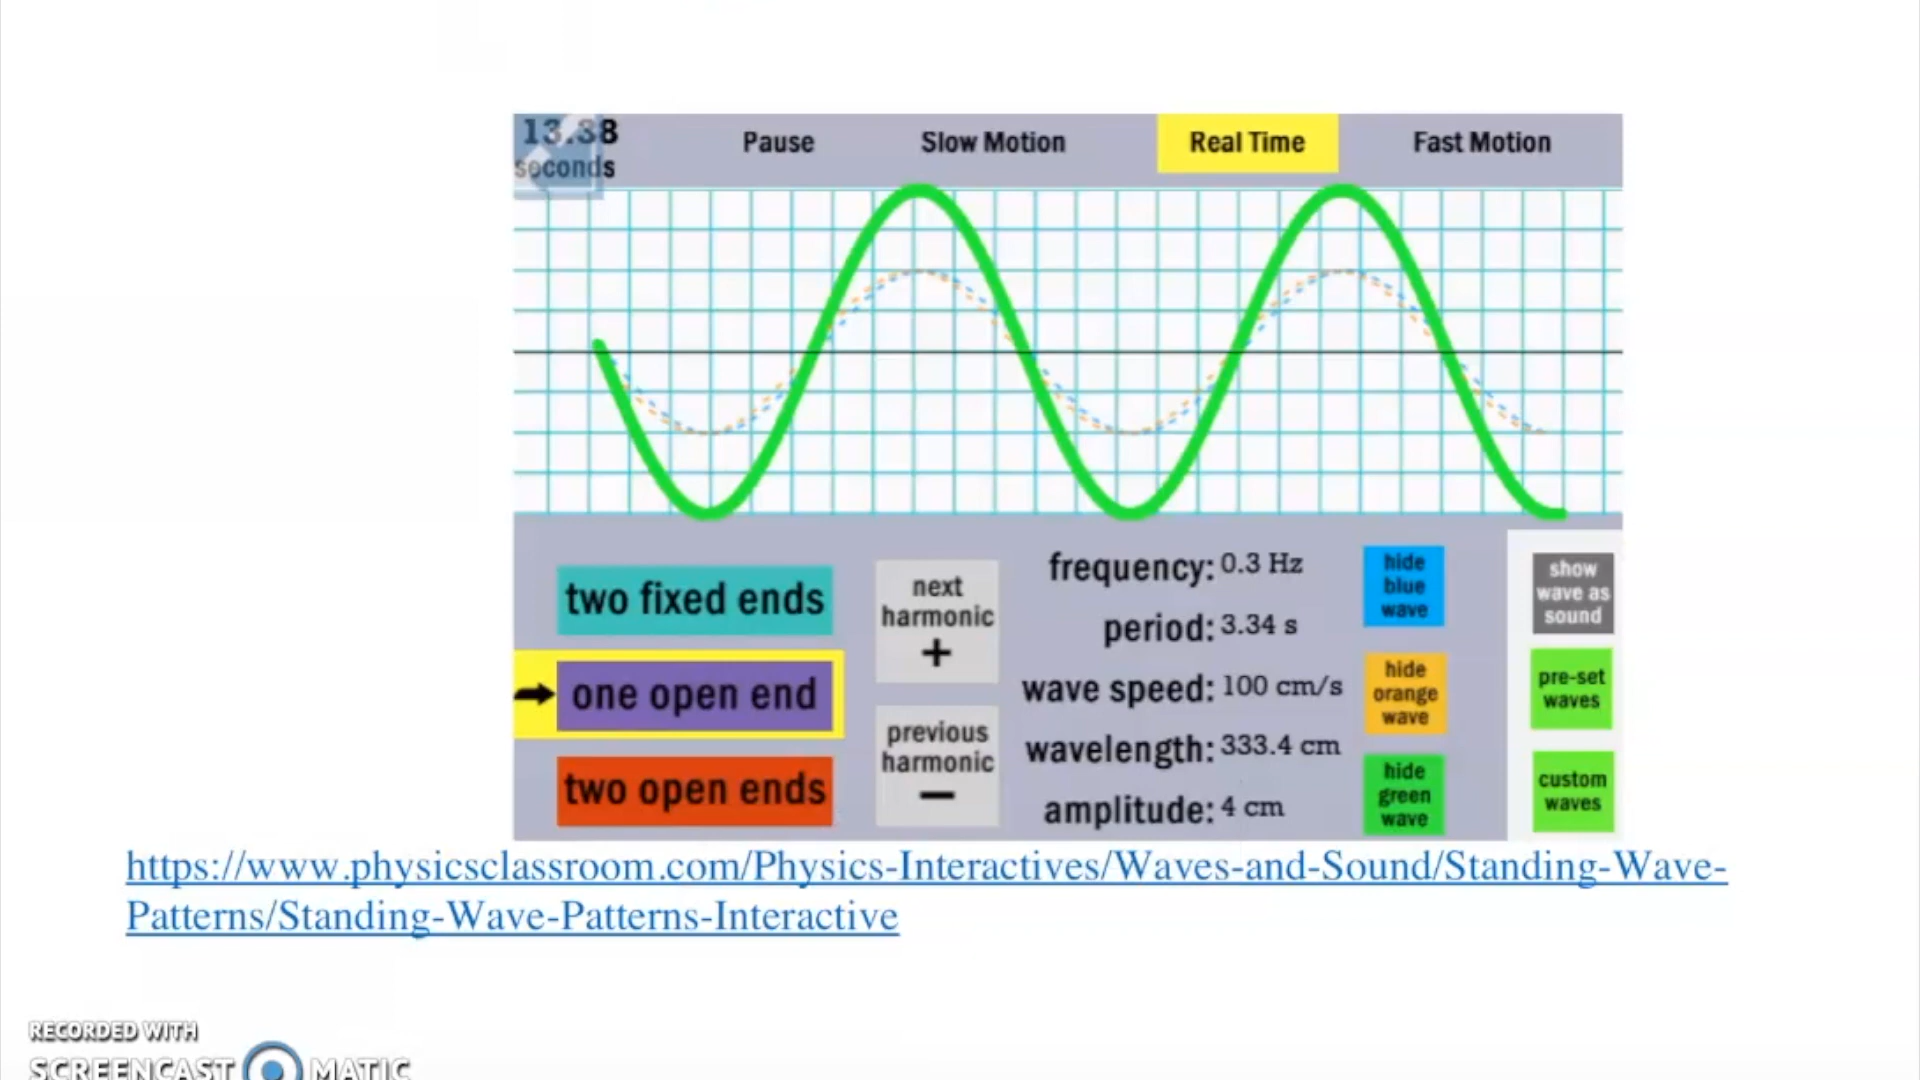 13.38
seconds
Pause
Slow Motion
Real Time
Fast Motion
two fixed ends
one open end
two open ends
next
harmonic
+
previous
harmonic
−
frequency: 0.3 Hz
period: 3.34 s
wave speed: 100 cm/s
wavelength: 333.4 cm
amplitude: 4 cm
hide
blue
wave
hide
orange
wave
hide
green
wave
show
wave as
sound
pre-set
waves
custom
waves
https://www.physicsclassroom.com/Physics-Interactives/Waves-and-Sound/Standing-Wave-
Patterns/Standing-Wave-Patterns-Interactive
RECORDED WITH
SCREENCAST MATIC